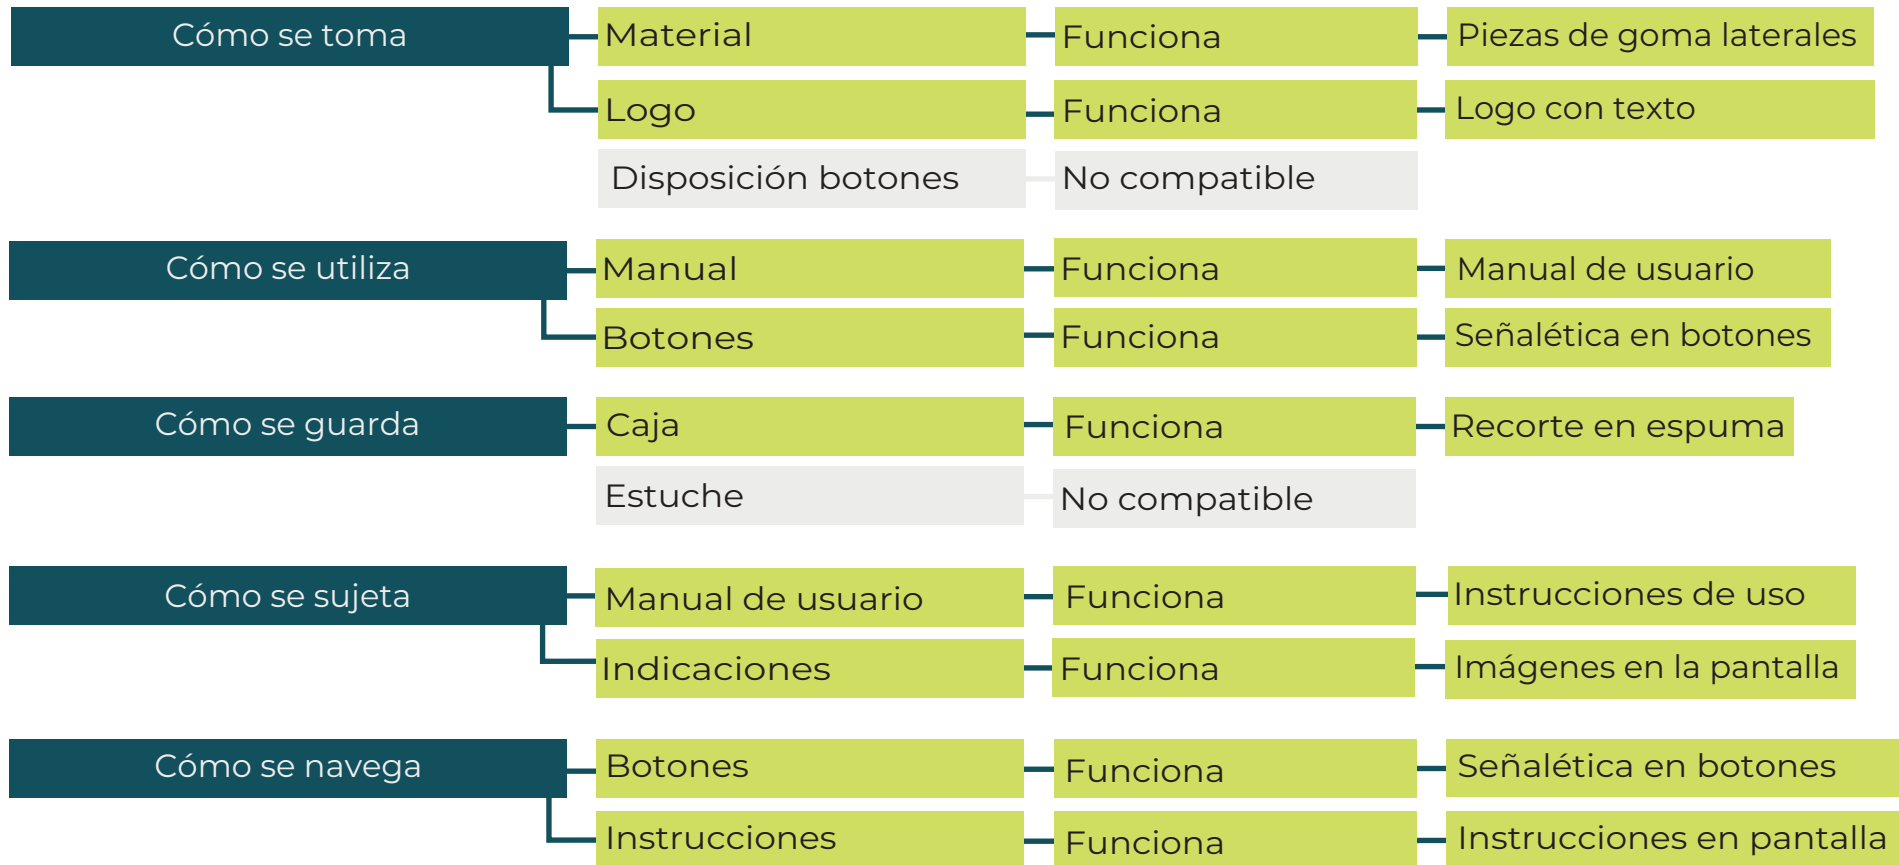 Cómo se toma
Material
Funciona
Piezas de goma laterales
Logo
Funciona
Logo con texto
Disposición botones
No compatible
Cómo se utiliza
Manual
Funciona
Manual de usuario
Botones
Funciona
Señalética en botones
Cómo se guarda
Caja
Funciona
Recorte en espuma
Estuche
No compatible
Cómo se sujeta
Manual de usuario
Funciona
Instrucciones de uso
Indicaciones
Funciona
Imágenes en la pantalla
Cómo se navega
Botones
Funciona
Señalética en botones
Instrucciones
Funciona
Instrucciones en pantalla